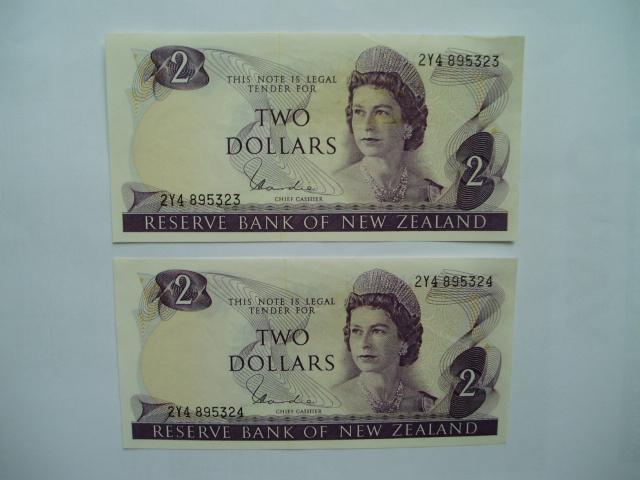 2
2Y4 895323
THIS NOTE IS LEGAL
TENDER FOR
TWO
DOLLARS
2
2Y4 895323
CHIEF CASHIER
RESERVE BANK OF NEW ZEALAND
2
2Y4 895324
THIS NOTE IS LEGAL
TENDER FOR
TWO
DOLLARS
2
2Y4 895324
CHIEF CASHIER
RESERVE BANK OF NEW ZEALAND